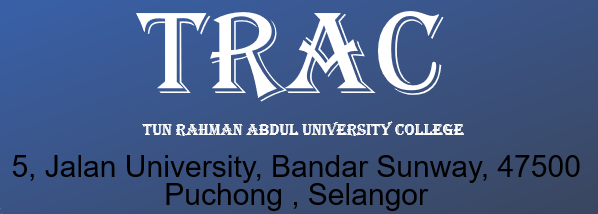 TRAC
TUN RAHMAN ABDUL UNIVERSITY COLLEGE
5, Jalan University, Bandar Sunway, 47500
Puchong , Selangor